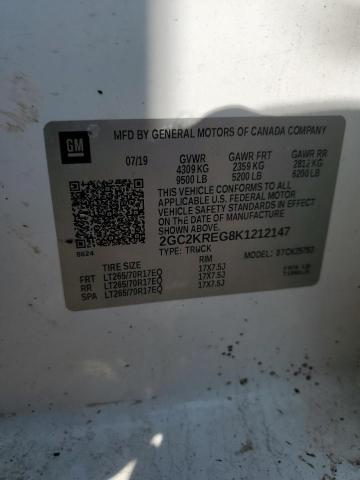 GM
MFD BY GENERAL MOTORS OF CANADA COMPANY
07/19 GVWR GAWR FRT GAWR RR
4309 KG 2359 KG 2812 KG
9500 LB 5200 LB 6200 LB
THIS VEHICLE CONFORMS TO ALL
APPLICABLE U.S. FEDERAL MOTOR
VEHICLE SAFETY STANDARDS IN
EFFECT ON THE DATE OF MANUFACTURE
SHOWN ABOVE.
2GC2KREG8K1212147
0624
TYPE: TRUCK
MODEL:
TIRE SIZE RIM
FRT LT265/70R17EQ 17X7.5J
RR LT265/70R17EQ 17X7.5J
SPA LT265/70R17EQ 17X7.5J